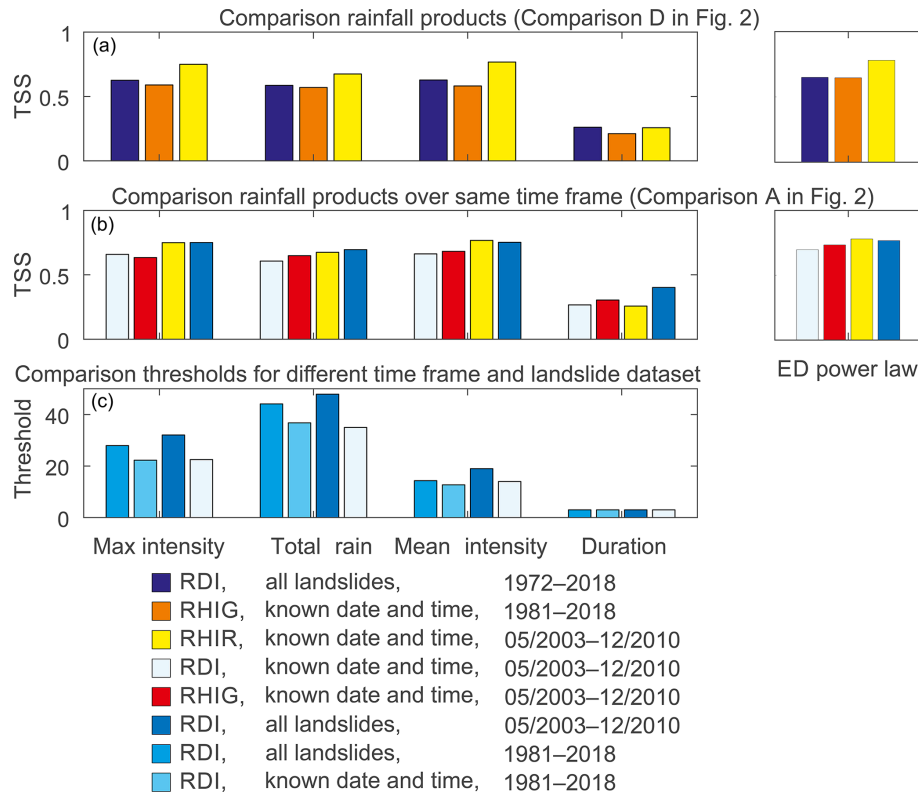 Comparison rainfall products (Comparison D in Fig. 2)
1
(a)
TSS
0.5
0
Comparison rainfall products over same time frame (Comparison A in Fig. 2)
1
(b)
TSS
0.5
0
ED power law
Comparison thresholds for different time frame and landslide dataset
(c)
40
Threshold
20
0
Max intensity Total rain Mean intensity Duration
RDI, all landslides, 1972–2018
RHIG, known date and time, 1981–2018
RHIR, known date and time, 05/2003–12/2010
RDI, known date and time, 05/2003–12/2010
RHIG, known date and time, 05/2003–12/2010
RDI, all landslides, 05/2003–12/2010
RDI, all landslides, 1981–2018
RDI, known date and time, 1981–2018